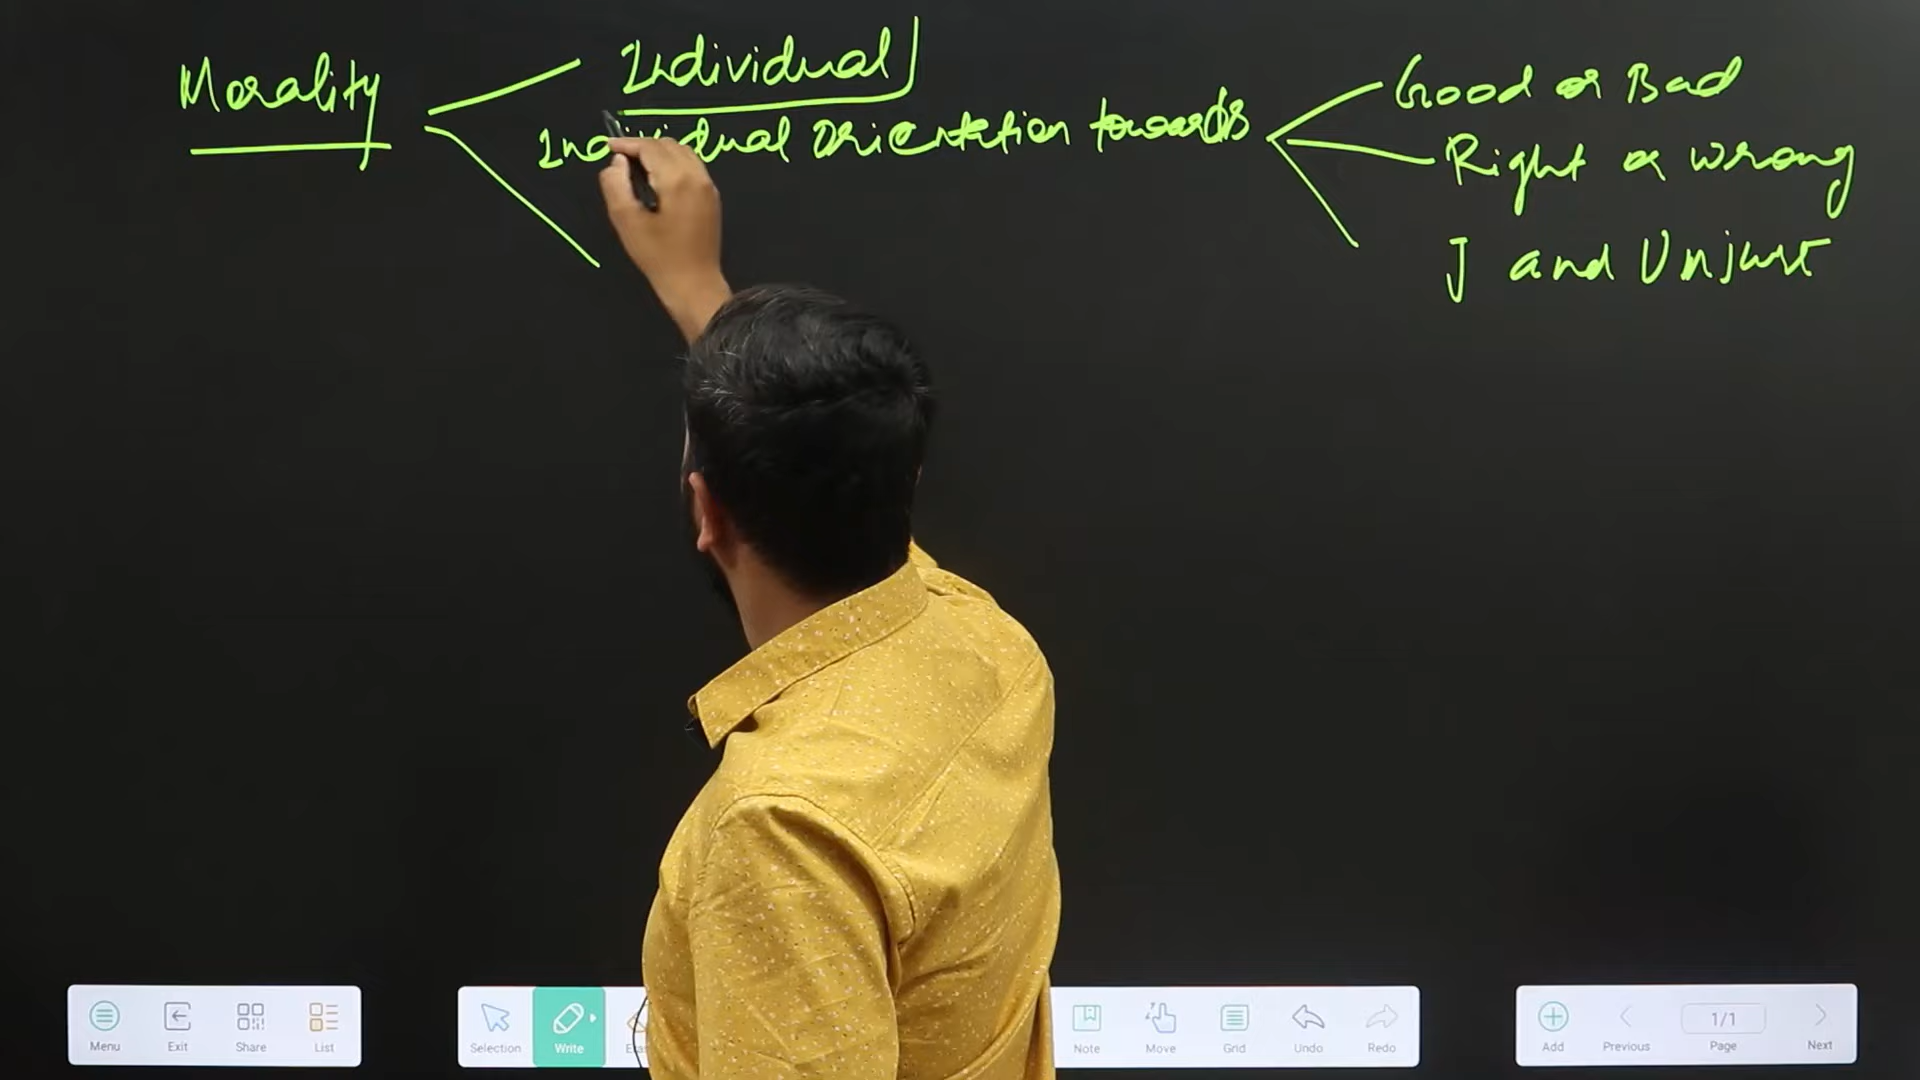 Morality
Individual
Individual orientation towards
Good or Bad
Right or wrong
J and Unjust
Menu
Exit
Share
List
Selection
Write
Note
Move
Grid
Undo
Redo
Add
Previous
1/1
Page
Next